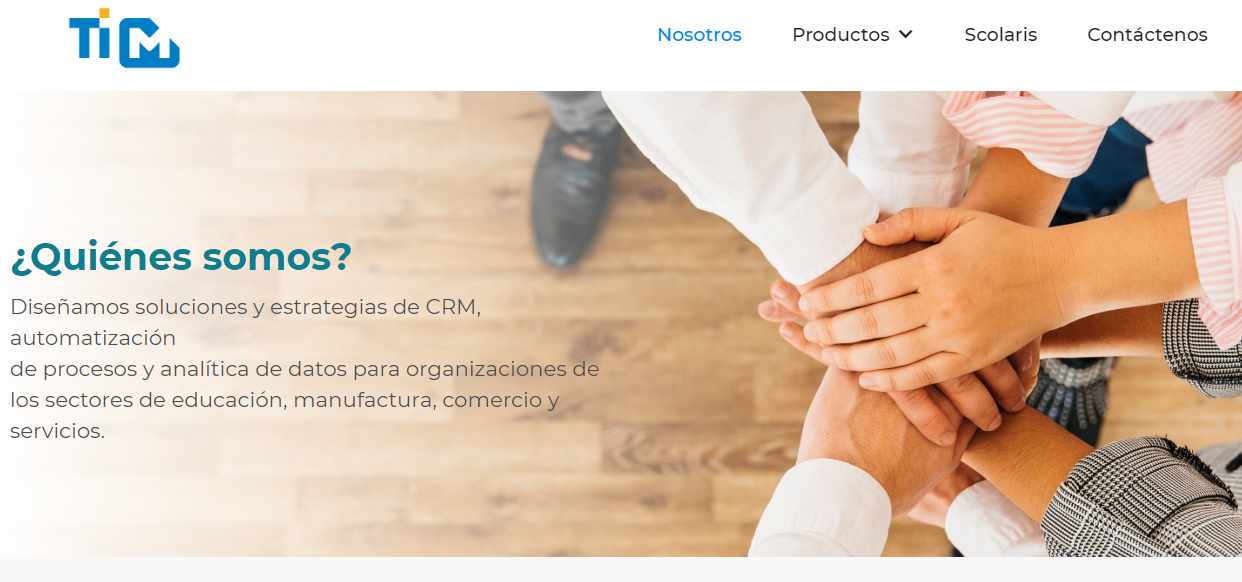 TiM
Nosotros Productos Scolaris Contáctenos
¿Quiénes somos?
Diseñamos soluciones y estrategias de CRM,
automatización
de procesos y analítica de datos para organizaciones de
los sectores de educación, manufactura, comercio y
servicios.